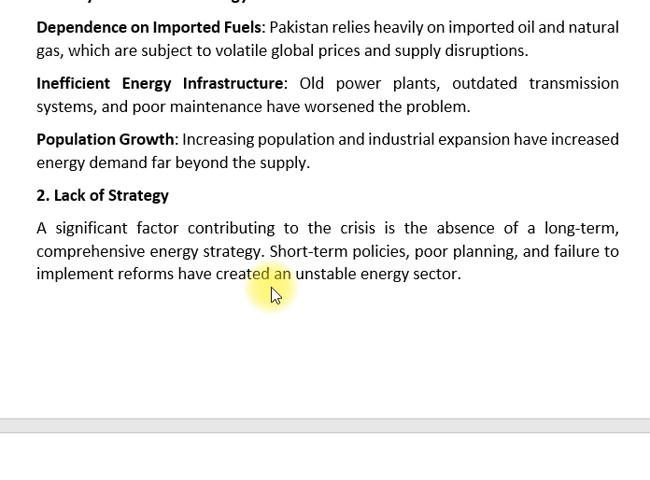 Dependence on Imported Fuels: Pakistan relies heavily on imported oil and natural
gas, which are subject to volatile global prices and supply disruptions.
Inefficient Energy Infrastructure: Old power plants, outdated transmission
systems, and poor maintenance have worsened the problem.
Population Growth: Increasing population and industrial expansion have increased
energy demand far beyond the supply.
2. Lack of Strategy
A significant factor contributing to the crisis is the absence of a long-term,
comprehensive energy strategy. Short-term policies, poor planning, and failure to
implement reforms have created an unstable energy sector.